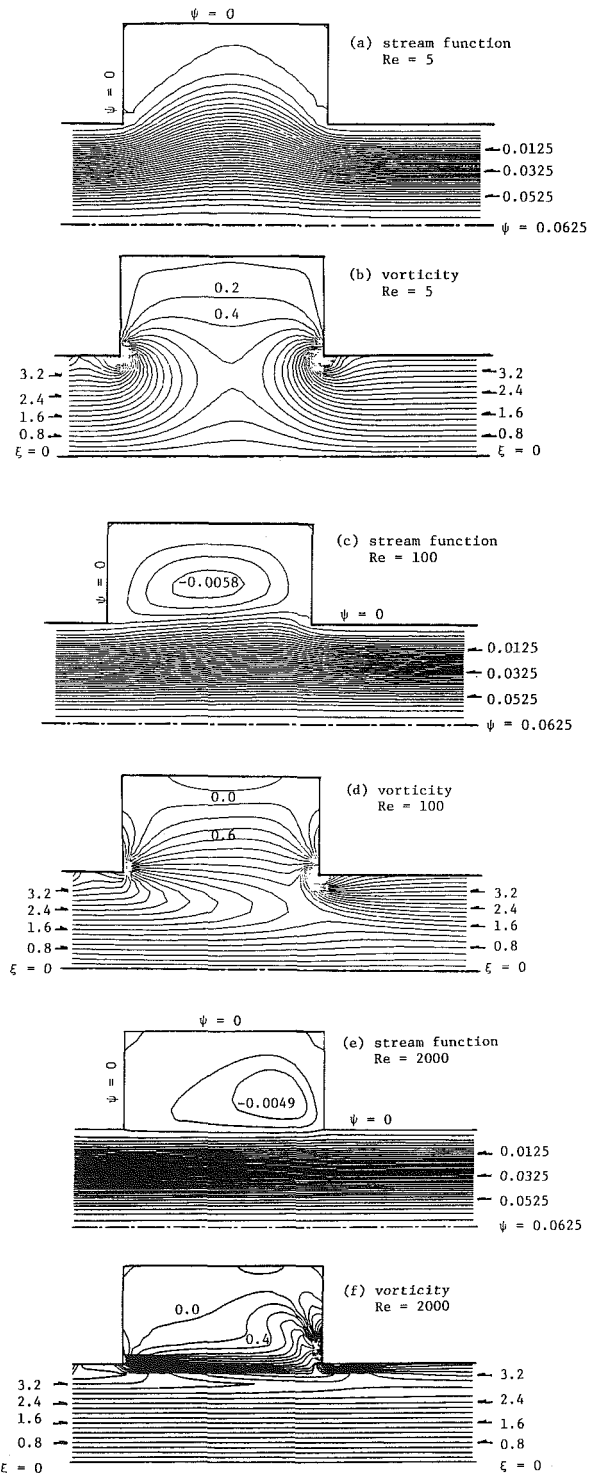 ψ = 0
(a) stream function
Re = 5
ψ = 0
0.0125
0.0325
0.0525
ψ = 0.0625
(b) vorticity
Re = 5
0.2
0.4
3.2
2.4
1.6
0.8
ξ = 0
3.2
2.4
1.6
0.8
ξ = 0
(c) stream function
Re = 100
ψ = 0
-0.0058
ψ = 0
0.0125
0.0325
0.0525
ψ = 0.0625
(d) vorticity
Re = 100
0.0
0.6
3.2
2.4
1.6
0.8
ξ = 0
3.2
2.4
1.6
0.8
ξ = 0
ψ = 0
(e) stream function
Re = 2000
ψ = 0
-0.0049
ψ = 0
0.0125
0.0325
0.0525
ψ = 0.0625
(f) vorticity
Re = 2000
0.0
0.4
3.2
2.4
1.6
0.8
ξ = 0
3.2
2.4
1.6
0.8
ξ = 0